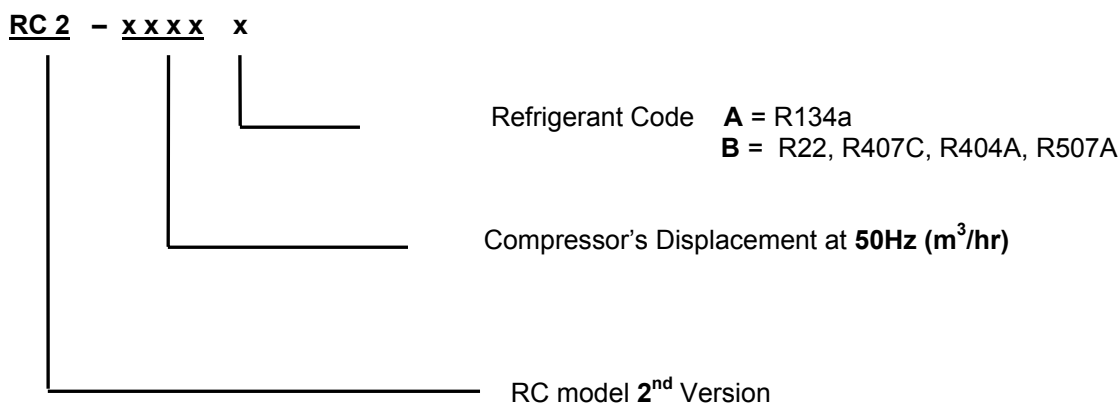 RC 2 – x x x x x
Refrigerant Code A = R134a
B = R22, R407C, R404A, R507A
Compressor's Displacement at 50Hz (m³/hr)
RC model 2ⁿᵈ Version